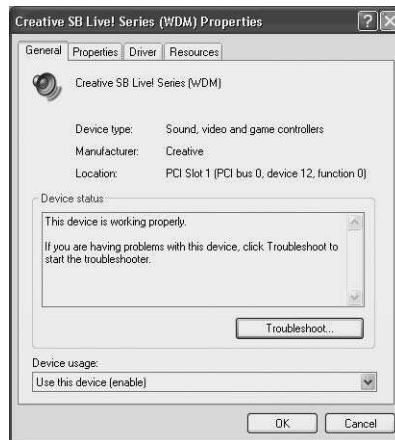 Creative SB Live! Series (WDM) Properties
General Properties Driver Resources
Creative SB Live! Series (WDM)
Device type: Sound, video and game controllers
Manufacturer: Creative
Location: PCI Slot 1 (PCI bus 0, device 12, function 0)
Device status
This device is working properly.
If you are having problems with this device, click Troubleshoot to
start the troubleshooter.
Troubleshoot...
Device usage:
Use this device (enable)
OK Cancel